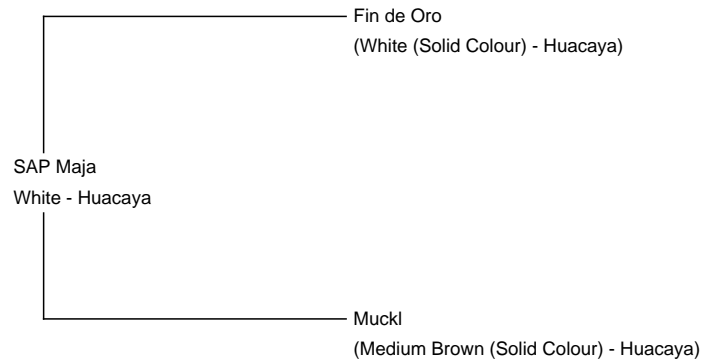 Fin de Oro
(White (Solid Colour) - Huacaya)
SAP Maja
White - Huacaya
Muckl
(Medium Brown (Solid Colour) - Huacaya)